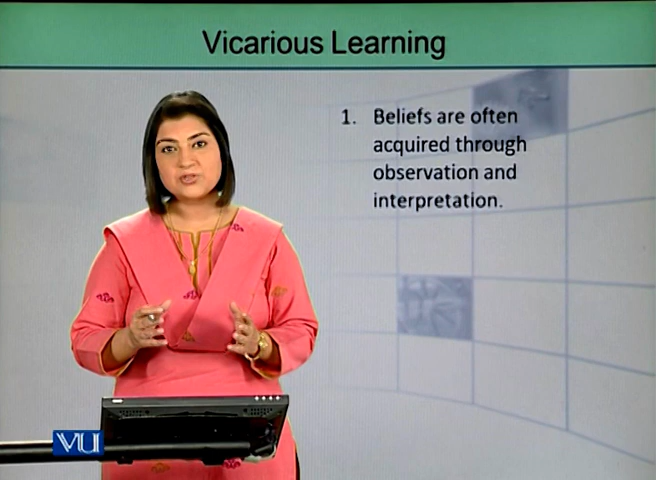 Vicarious Learning
1. Beliefs are often
acquired through
observation and
interpretation.
VU